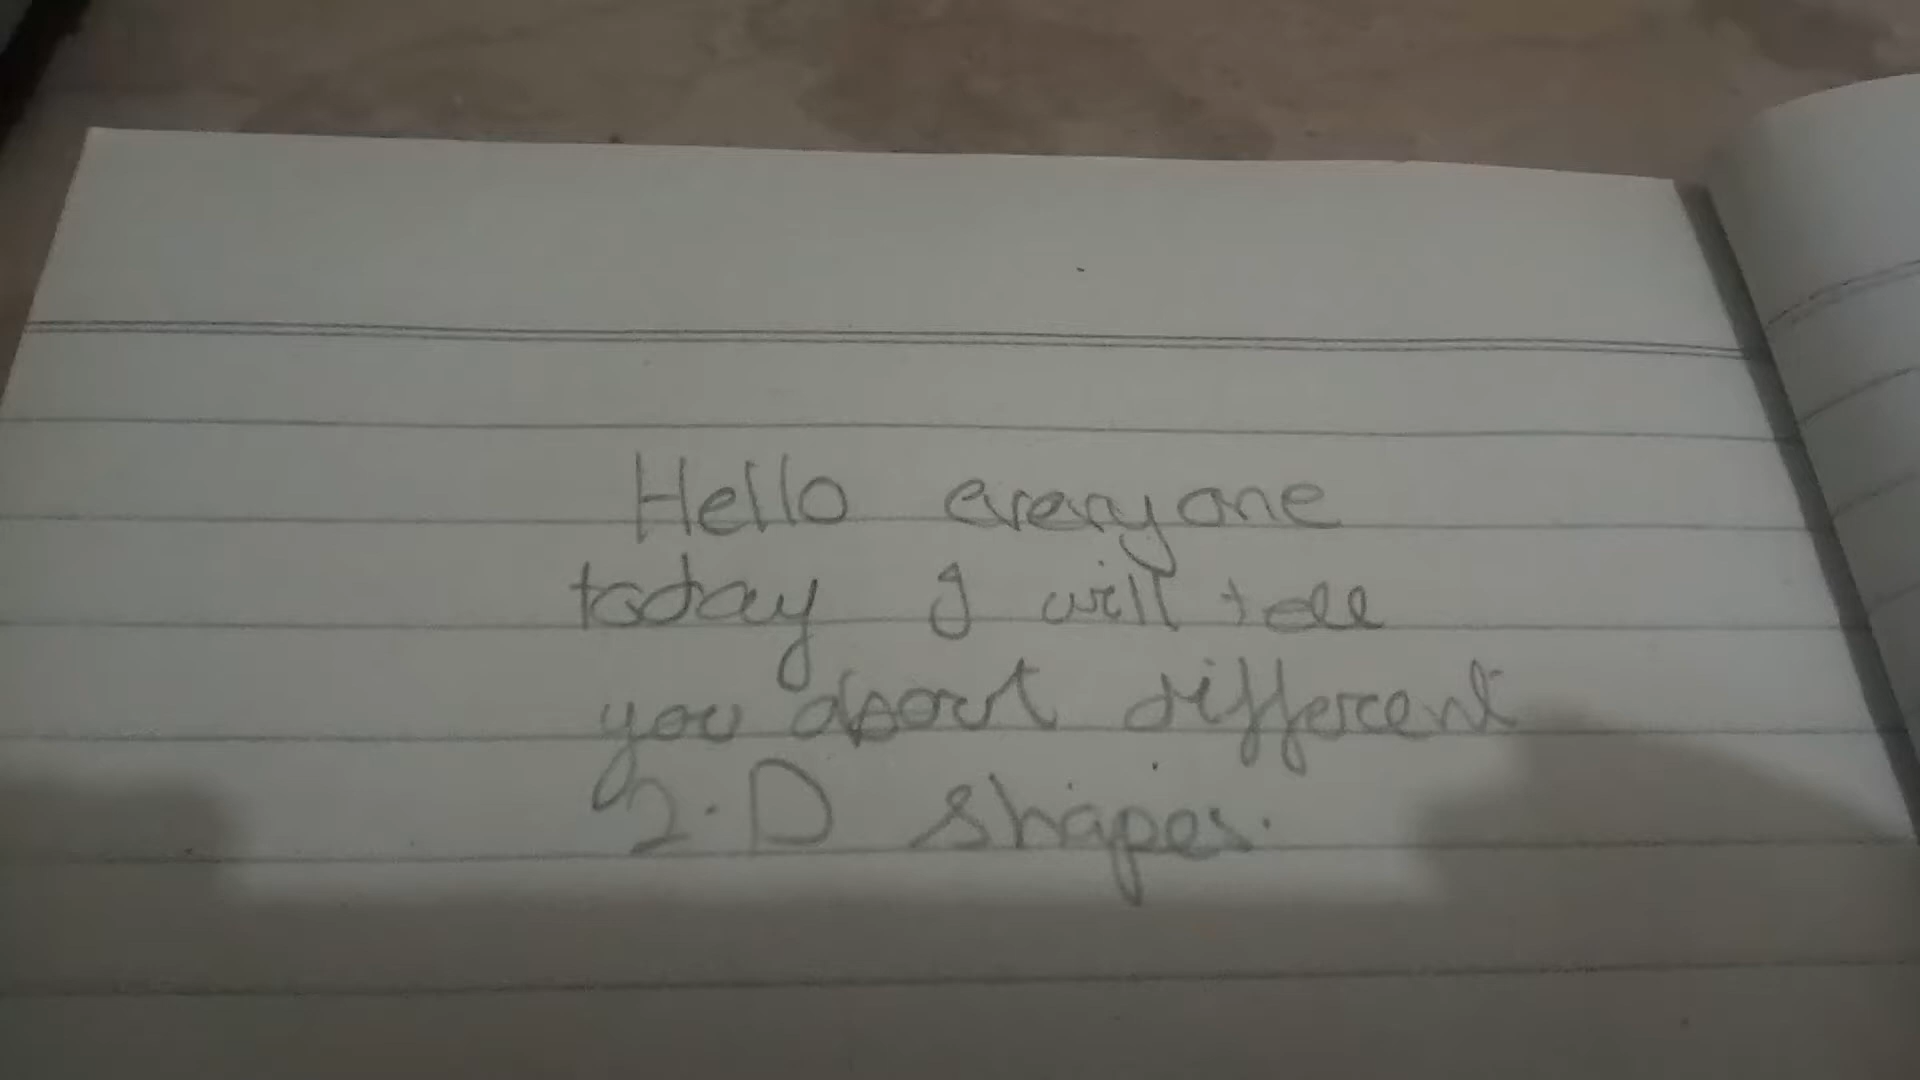 Hello everyone
today I will tell
you about different
2-D shapes.